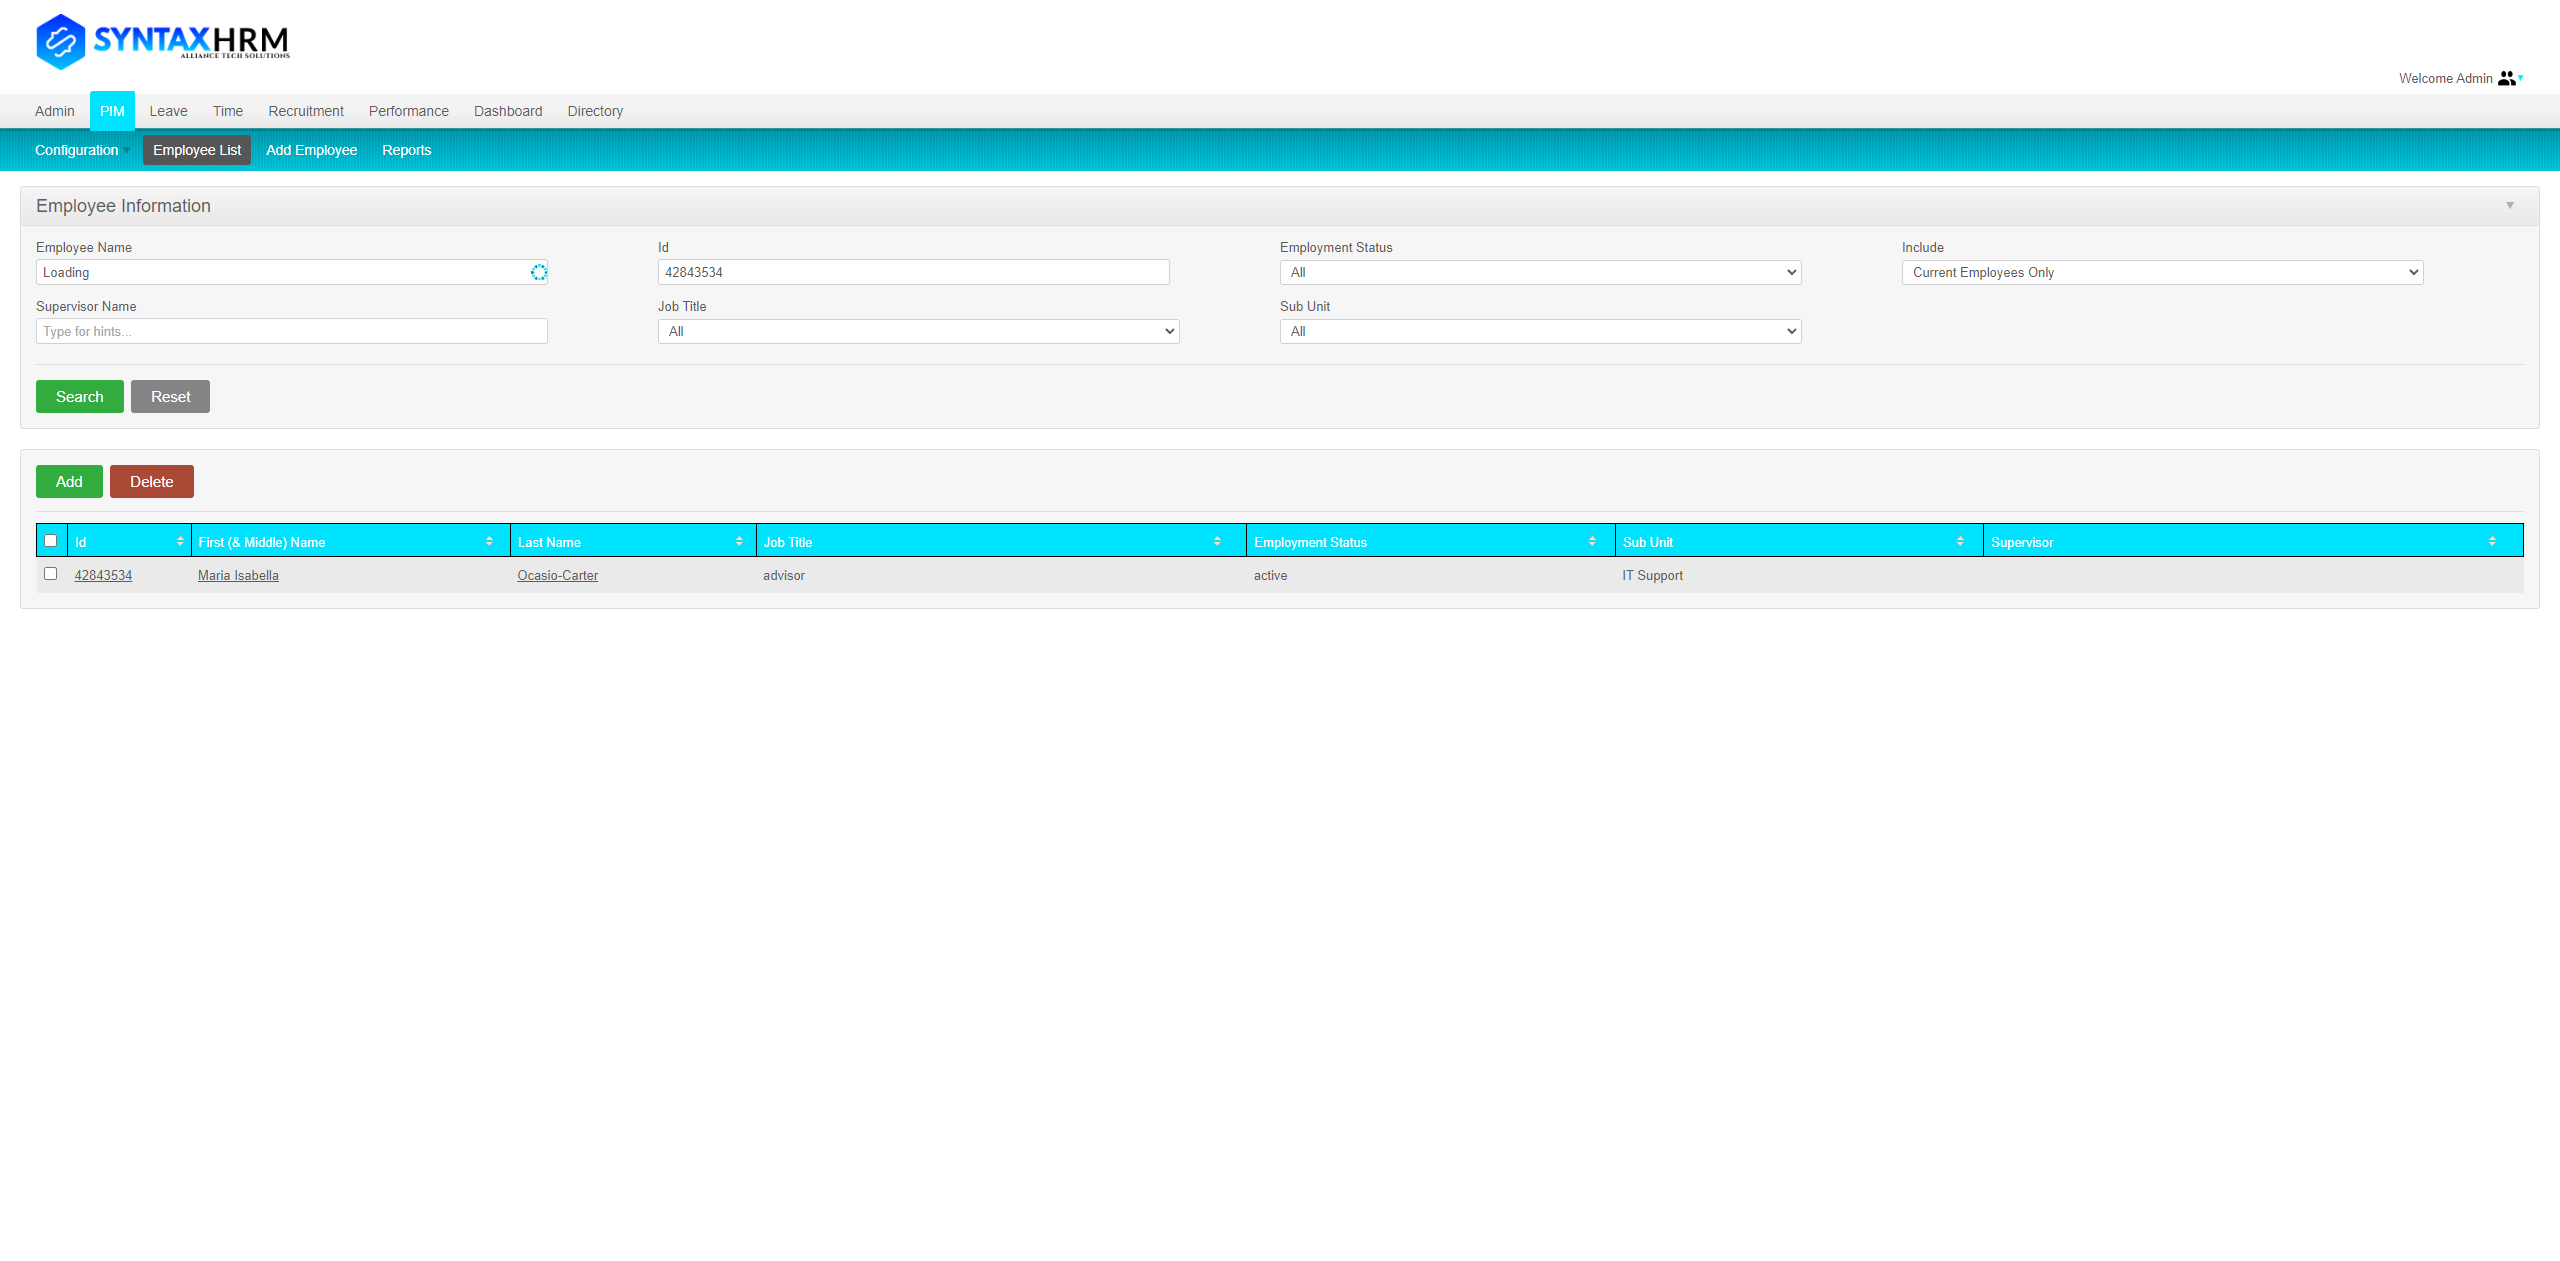 SYNTAXHRM
ALLIANCE TECH SOLUTIONS
Welcome Admin
Admin PIM Leave Time Recruitment Performance Dashboard Directory
Configuration Employee List Add Employee Reports
Employee Information
Employee Name Id Employment Status Include
Loading 42843534 All Current Employees Only
Supervisor Name Job Title Sub Unit
Type for hints... All All
Search Reset
Add Delete
Id First (& Middle) Name Last Name Job Title Employment Status Sub Unit Supervisor
42843534 Maria Isabella Ocasio-Carter advisor active IT Support